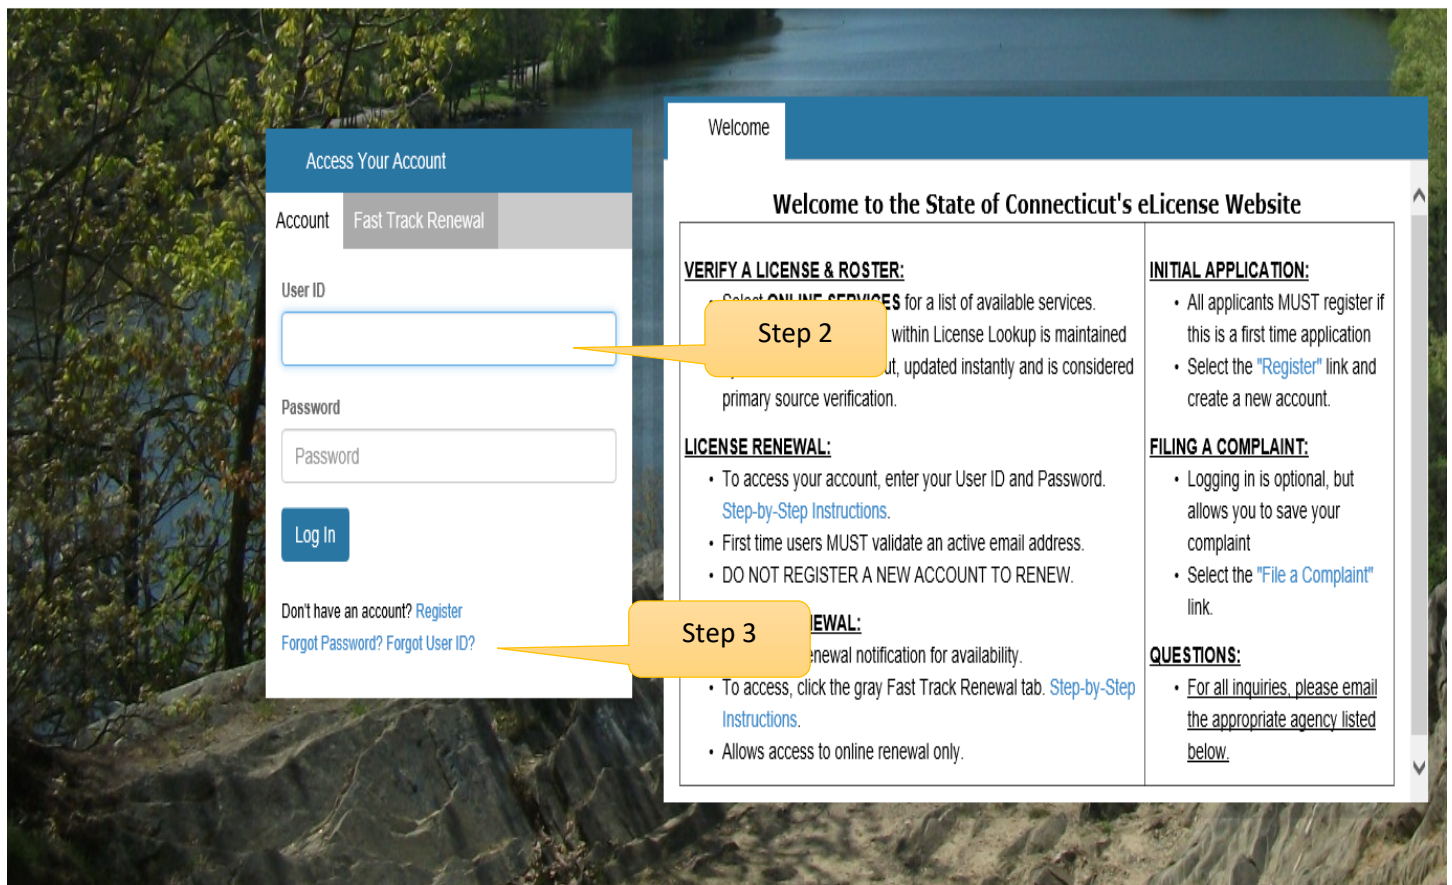 Access Your Account
Account
Fast Track Renewal
User ID
Password
Password
Log In
Don't have an account? Register
Forgot Password? Forgot User ID?
Step 2
Step 3
Welcome
Welcome to the State of Connecticut's eLicense Website
VERIFY A LICENSE & ROSTER:
• Select ONLINE SERVICES for a list of available services.
within License Lookup is maintained
updated instantly and is considered
primary source verification.
LICENSE RENEWAL:
• To access your account, enter your User ID and Password.
Step-by-Step Instructions.
• First time users MUST validate an active email address.
• DO NOT REGISTER A NEW ACCOUNT TO RENEW.
notification for availability.
• To access, click the gray Fast Track Renewal tab. Step-by-Step
Instructions.
• Allows access to online renewal only.
INITIAL APPLICATION:
• All applicants MUST register if
this is a first time application
• Select the "Register" link and
create a new account.
FILING A COMPLAINT:
• Logging in is optional, but
allows you to save your
complaint
• Select the "File a Complaint"
link.
QUESTIONS:
• For all inquiries, please email
the appropriate agency listed
below.